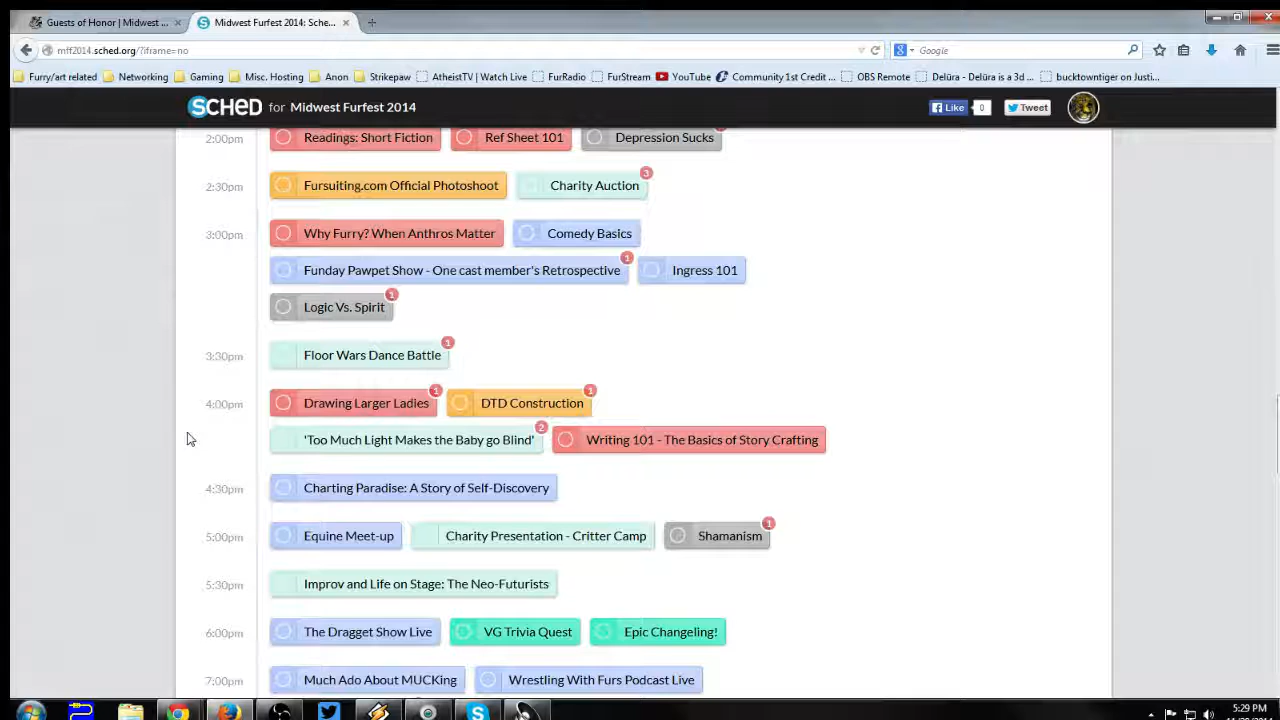 Guests of Honor | Midwest ... × Midwest Furfest 2014: Sche... × +
mff2014.sched.org/?iframe=no Google
Furry/art related Networking Gaming Misc. Hosting Anon Strikepaw AtheistTV | Watch Live FurRadio FurStream YouTube Community 1st Credit ... OBS Remote Delúra - Delúra is a 3d ... bucktowntiger on Justi...
SCHED for Midwest Furfest 2014 Like 0 Tweet
2:00pm Readings: Short Fiction Ref Sheet 101 Depression Sucks
2:30pm Fursuiting.com Official Photoshoot Charity Auction 3
3:00pm Why Furry? When Anthros Matter Comedy Basics
Funday Pawpet Show - One cast member's Retrospective 1 Ingress 101
Logic Vs. Spirit 1
3:30pm Floor Wars Dance Battle 1
4:00pm Drawing Larger Ladies 1 DTD Construction 1
'Too Much Light Makes the Baby go Blind' 2 Writing 101 - The Basics of Story Crafting
4:30pm Charting Paradise: A Story of Self-Discovery
5:00pm Equine Meet-up Charity Presentation - Critter Camp Shamanism 1
5:30pm Improv and Life on Stage: The Neo-Futurists
6:00pm The Dragget Show Live VG Trivia Quest Epic Changeling!
7:00pm Much Ado About MUCKing Wrestling With Furs Podcast Live
5:29 PM